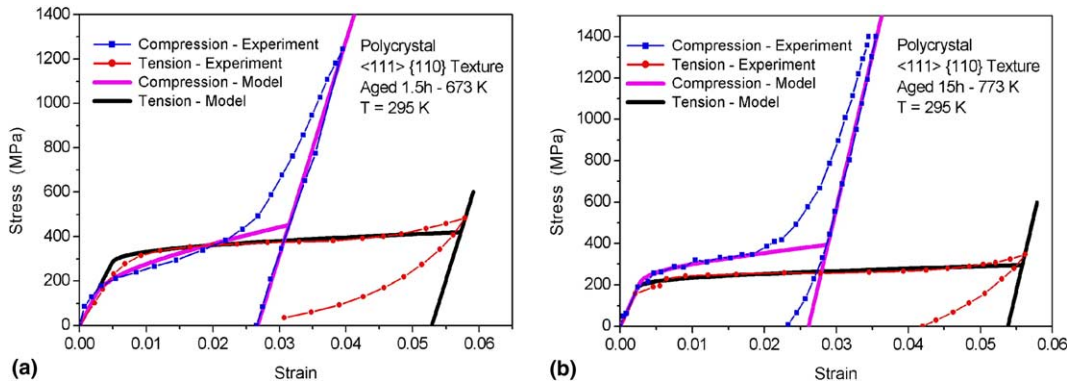 1400
1200
1000
800
600
400
200
0
Stress (MPa)
Compression - Experiment
Tension - Experiment
Compression - Model
Tension - Model
Polycrystal
<111> {110} Texture
Aged 1.5h - 673 K
T = 295 K
0.00 0.01 0.02 0.03 0.04 0.05 0.06
Strain
(a)
1400
1200
1000
800
600
400
200
0
Stress (MPa)
Compression - Experiment
Tension - Experiment
Compression - Model
Tension - Model
Polycrystal
<111> {110} Texture
Aged 15h - 773 K
T = 295 K
0.00 0.01 0.02 0.03 0.04 0.05 0.06
Strain
(b)